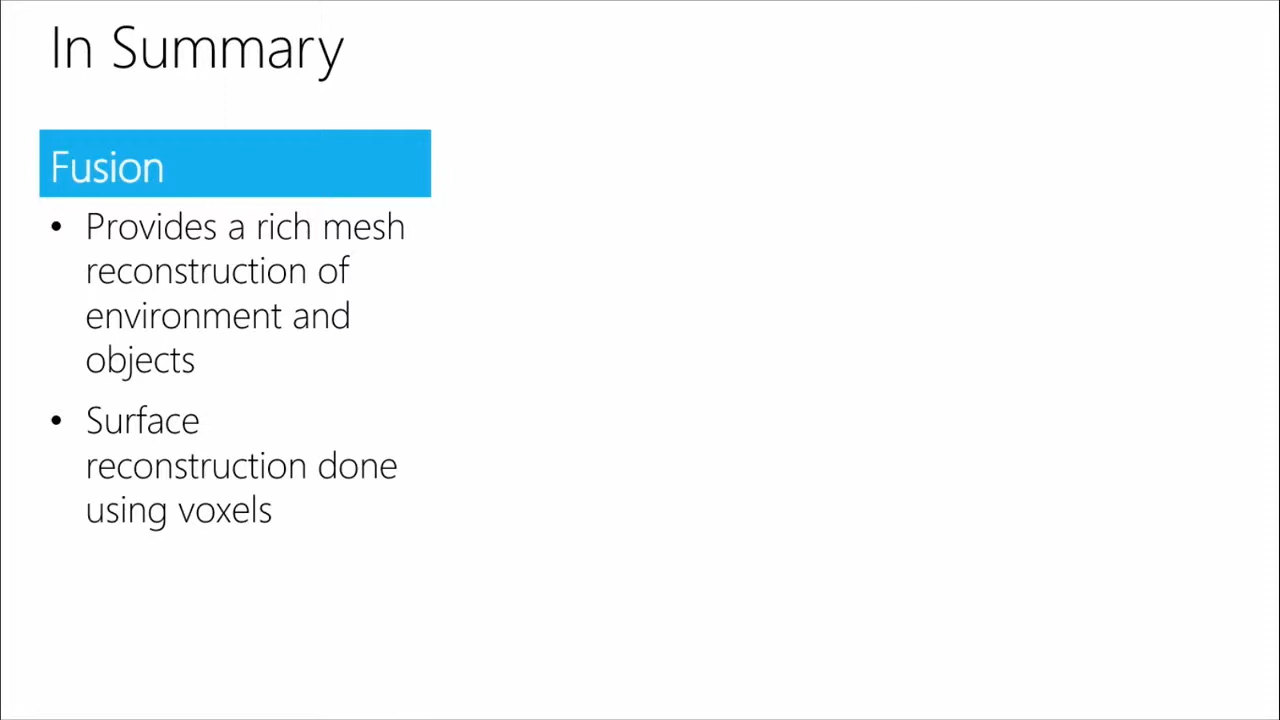 In Summary
Fusion
• Provides a rich mesh
reconstruction of
environment and
objects
• Surface
reconstruction done
using voxels